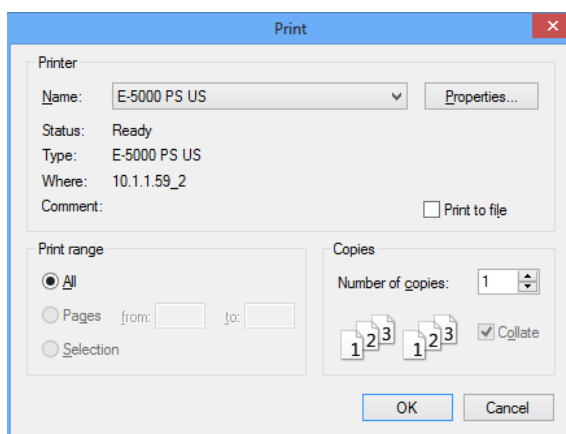 Print
Printer
Name: E-5000 PS US Properties...
Status: Ready
Type: E-5000 PS US
Where: 10.1.1.59_2
Comment: Print to file
Print range
All
Pages from: to:
Selection
Copies
Number of copies: 1
1 2 3 1 2 3 Collate
OK Cancel